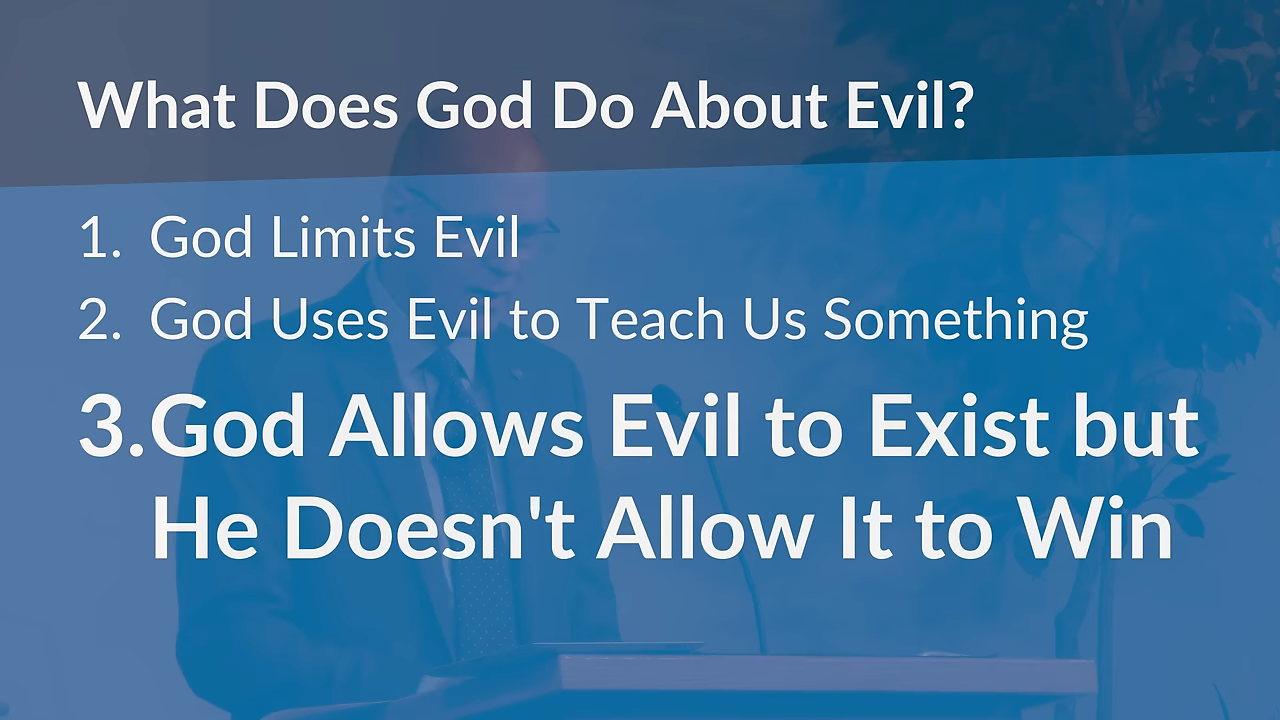 What Does God Do About Evil?
1. God Limits Evil
2. God Uses Evil to Teach Us Something
3. God Allows Evil to Exist but
He Doesn't Allow It to Win